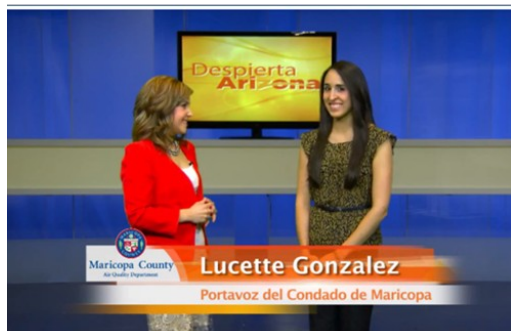 Despierta
Arizona
Maricopa County
Air Quality Department
Lucette Gonzalez
Portavoz del Condado de Maricopa